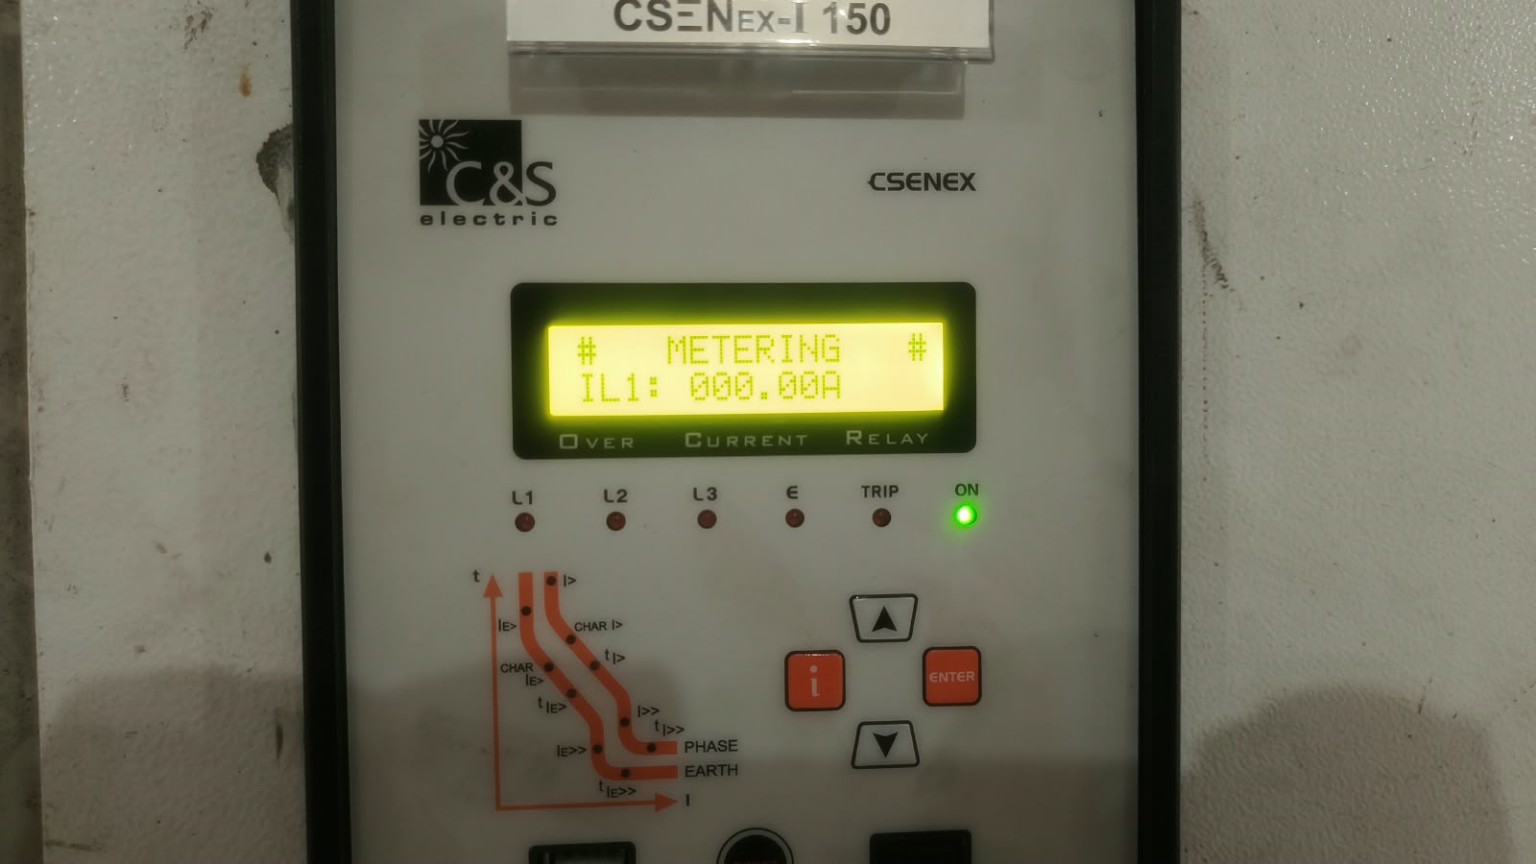 CSENEX-I 150
C&S
electric
CSENEX
# METERING #
IL1: 000.00A
OVER CURRENT RELAY
L1 L2 L3 E TRIP ON
t
I>
IE>
CHAR I>
CHAR
IE>
tI>
tIE>
I>>
tI>>
IE>>
PHASE
EARTH
tIE>>
I
i
ENTER